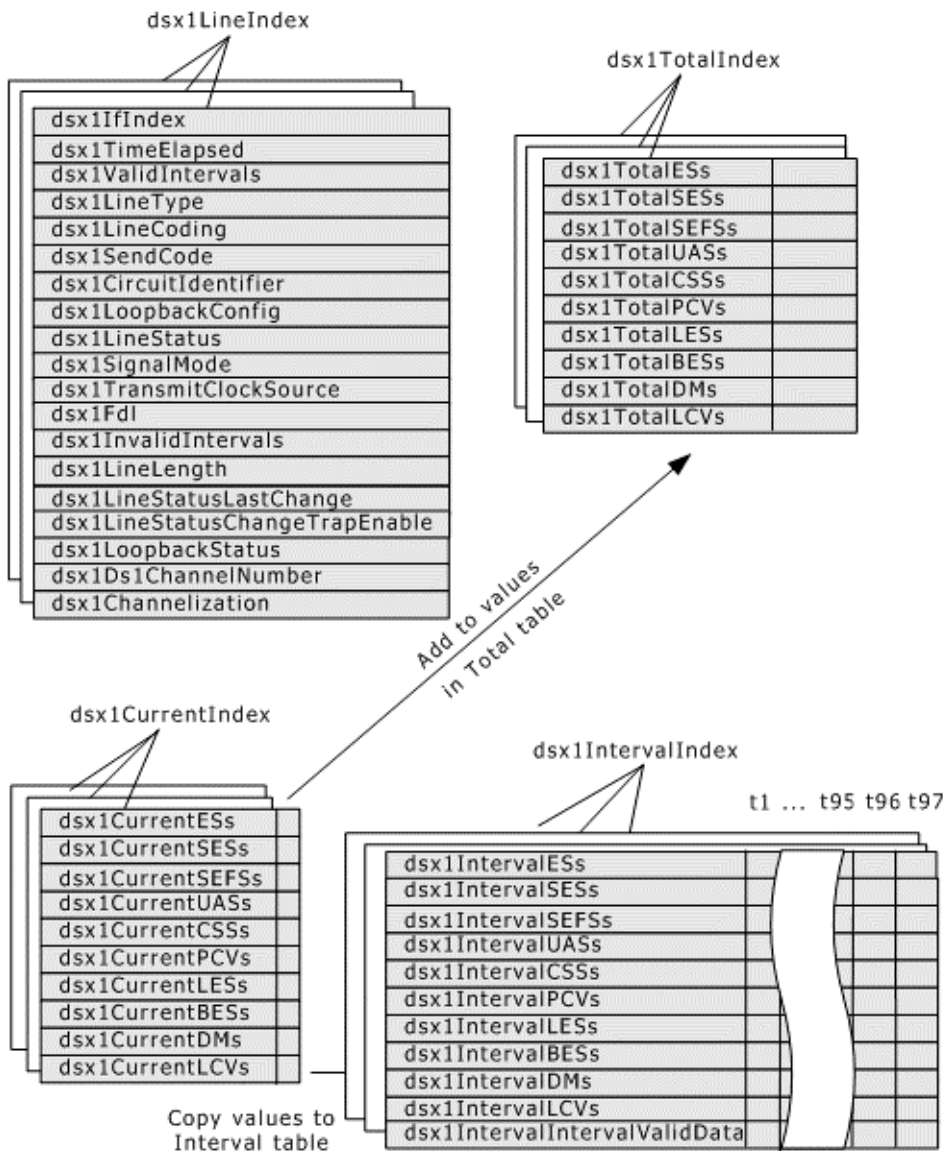 dsx1LineIndex
dsx1IfIndex
dsx1TimeElapsed
dsx1ValidIntervals
dsx1LineType
dsx1LineCoding
dsx1SendCode
dsx1CircuitIdentifier
dsx1LoopbackConfig
dsx1LineStatus
dsx1SignalMode
dsx1TransmitClockSource
dsx1Fdl
dsx1InvalidIntervals
dsx1LineLength
dsx1LineStatusLastChange
dsx1LineStatusChangeTrapEnable
dsx1LoopbackStatus
dsx1Ds1ChannelNumber
dsx1Channelization
dsx1TotalIndex
dsx1TotalESs
dsx1TotalSESs
dsx1TotalSEFSs
dsx1TotalUASs
dsx1TotalCSSs
dsx1TotalPCVs
dsx1TotalLESs
dsx1TotalBESs
dsx1TotalDMs
dsx1TotalLCVs
Add to values
in Total table
dsx1CurrentIndex
dsx1CurrentESs
dsx1CurrentSESs
dsx1CurrentSEFSs
dsx1CurrentUASs
dsx1CurrentCSSs
dsx1CurrentPCVs
dsx1CurrentLESs
dsx1CurrentBESs
dsx1CurrentDMs
dsx1CurrentLCVs
Copy values to
Interval table
dsx1IntervalIndex
t1 ... t95 t96 t97
dsx1IntervalESs
dsx1IntervalSESs
dsx1IntervalSEFSs
dsx1IntervalUASs
dsx1IntervalCSSs
dsx1IntervalPCVs
dsx1IntervalLESs
dsx1IntervalBESs
dsx1IntervalDMs
dsx1IntervalLCVs
dsx1IntervalIntervalValidData